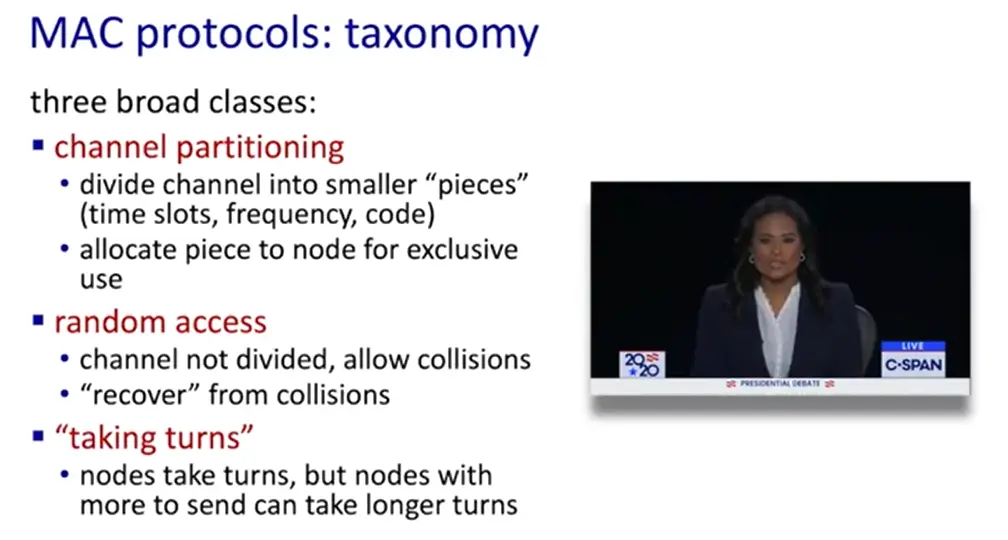 MAC protocols: taxonomy
three broad classes:
▪ channel partitioning
• divide channel into smaller “pieces”
(time slots, frequency, code)
• allocate piece to node for exclusive
use
▪ random access
• channel not divided, allow collisions
• “recover” from collisions
▪ “taking turns”
• nodes take turns, but nodes with
more to send can take longer turns
20
20
LIVE
C-SPAN
PRESIDENTIAL DEBATE